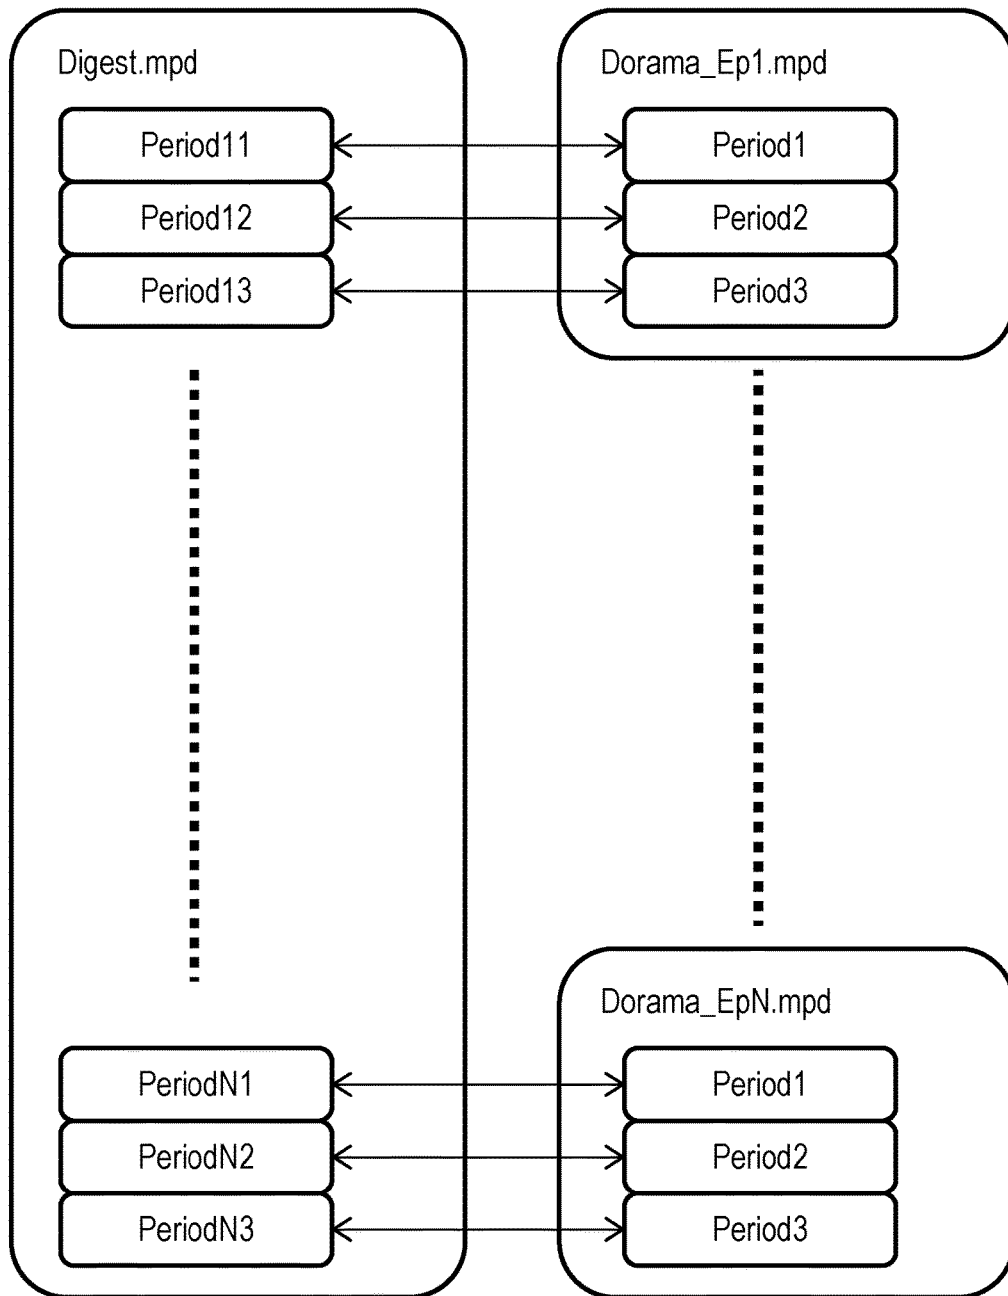 Digest.mpd
Period11
Period12
Period13
PeriodN1
PeriodN2
PeriodN3
Dorama_Ep1.mpd
Period1
Period2
Period3
Dorama_EpN.mpd
Period1
Period2
Period3